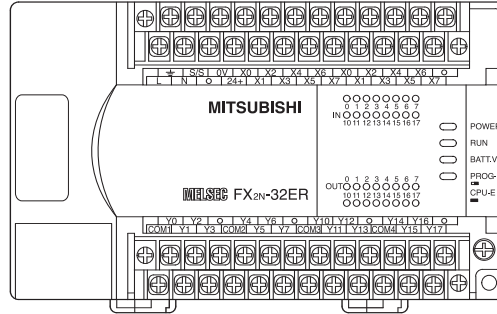 ⏚ S/S 0V X0 X2 X4 X6 X0 X2 X4 X6
L N 24+ X1 X3 X5 X7 X1 X3 X5 X7
MITSUBISHI
0 1 2 3 4 5 6 7
IN
10 11 12 13 14 15 16 17
POWER
RUN
BATT.V
PROG-
CPU-E
0 1 2 3 4 5 6 7
OUT
10 11 12 13 14 15 16 17
MELSEC FX2N-32ER
Y0 Y2 Y4 Y6 Y10 Y12 Y14 Y16
COM1 Y1 Y3 COM2 Y5 Y7 COM3 Y11 Y13 COM4 Y15 Y17